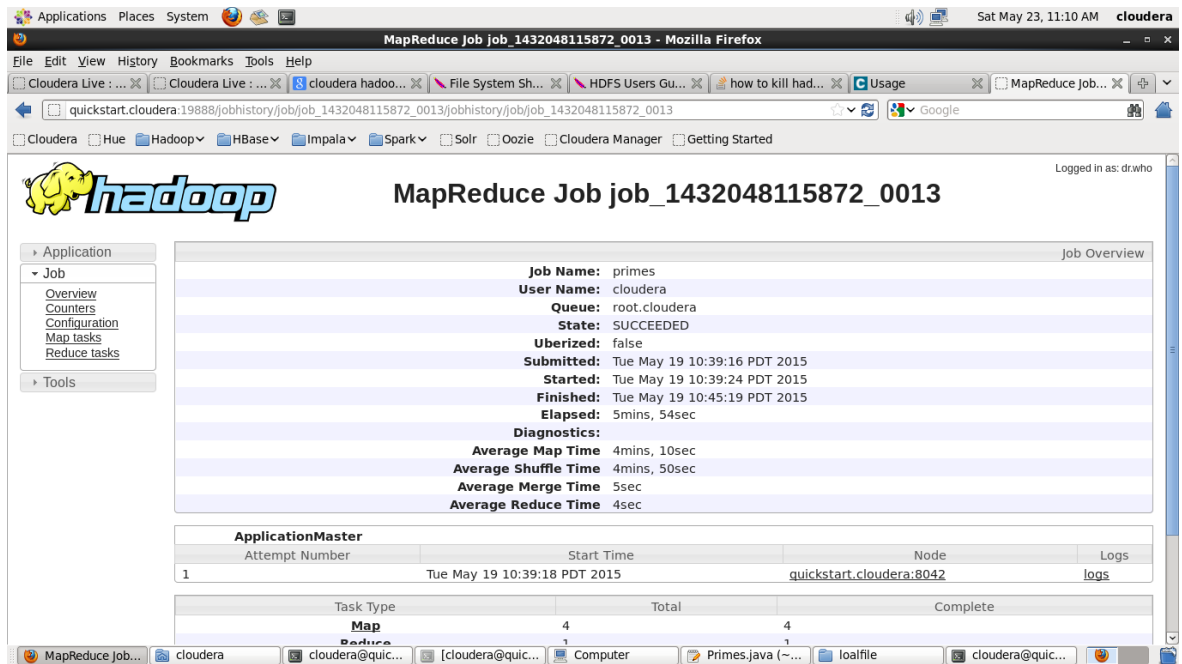 Applications Places System Sat May 23, 11:10 AM cloudera
MapReduce Job job_1432048115872_0013 - Mozilla Firefox
File Edit View History Bookmarks Tools Help
Cloudera Live : ... Cloudera Live : ... cloudera hadoo... File System Sh... HDFS Users Gu... how to kill had... Usage MapReduce Job...
quickstart.cloudera:19888/jobhistory/job/job_1432048115872_0013/jobhistory/job/job_1432048115872_0013 Google
Cloudera Hue Hadoop HBase Impala Spark Solr Oozie Cloudera Manager Getting Started
Logged in as: dr.who
hadoop MapReduce Job job_1432048115872_0013
Application
Job
Overview
Counters
Configuration
Map tasks
Reduce tasks
Tools
Job Overview
Job Name: primes
User Name: cloudera
Queue: root.cloudera
State: SUCCEEDED
Uberized: false
Submitted: Tue May 19 10:39:16 PDT 2015
Started: Tue May 19 10:39:24 PDT 2015
Finished: Tue May 19 10:45:19 PDT 2015
Elapsed: 5mins, 54sec
Diagnostics:
Average Map Time 4mins, 10sec
Average Shuffle Time 4mins, 50sec
Average Merge Time 5sec
Average Reduce Time 4sec
ApplicationMaster
Attempt Number Start Time Node Logs
1 Tue May 19 10:39:18 PDT 2015 quickstart.cloudera:8042 logs
Task Type Total Complete
Map 4 4
Reduce 1 1
MapReduce Job... cloudera cloudera@quic... [cloudera@quic... Computer Primes.java (~... loalfile cloudera@quic...